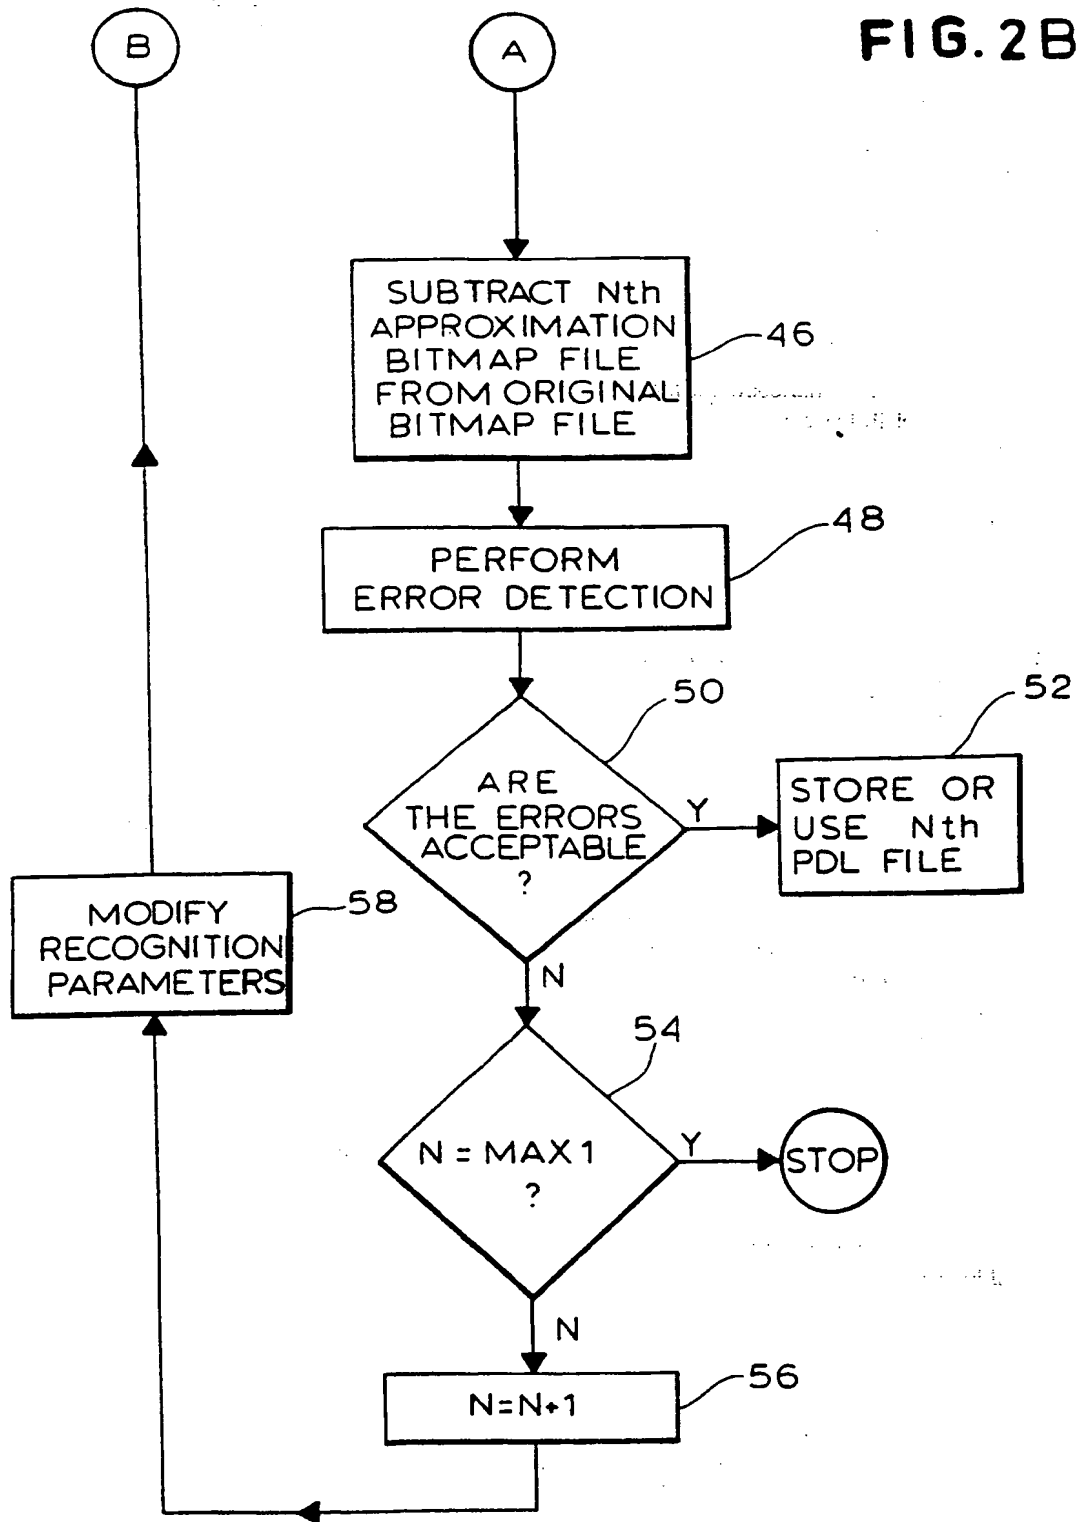 FIG. 2B
B
A
SUBTRACT Nth
APPROXIMATION
BITMAP FILE
FROM ORIGINAL
BITMAP FILE
46
PERFORM
ERROR DETECTION
48
50
ARE
THE ERRORS
ACCEPTABLE
?
Y
52
STORE OR
USE Nth
PDL FILE
N
MODIFY
RECOGNITION
PARAMETERS
58
54
N = MAX 1
?
Y
STOP
N
N=N+1
56